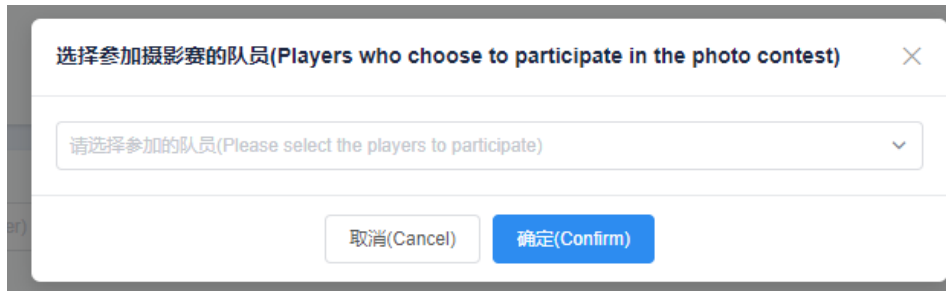 选择参加摄影赛的队员(Players who choose to participate in the photo contest)
请选择参加的队员(Please select the players to participate)
er)
取消(Cancel)
确定(Confirm)